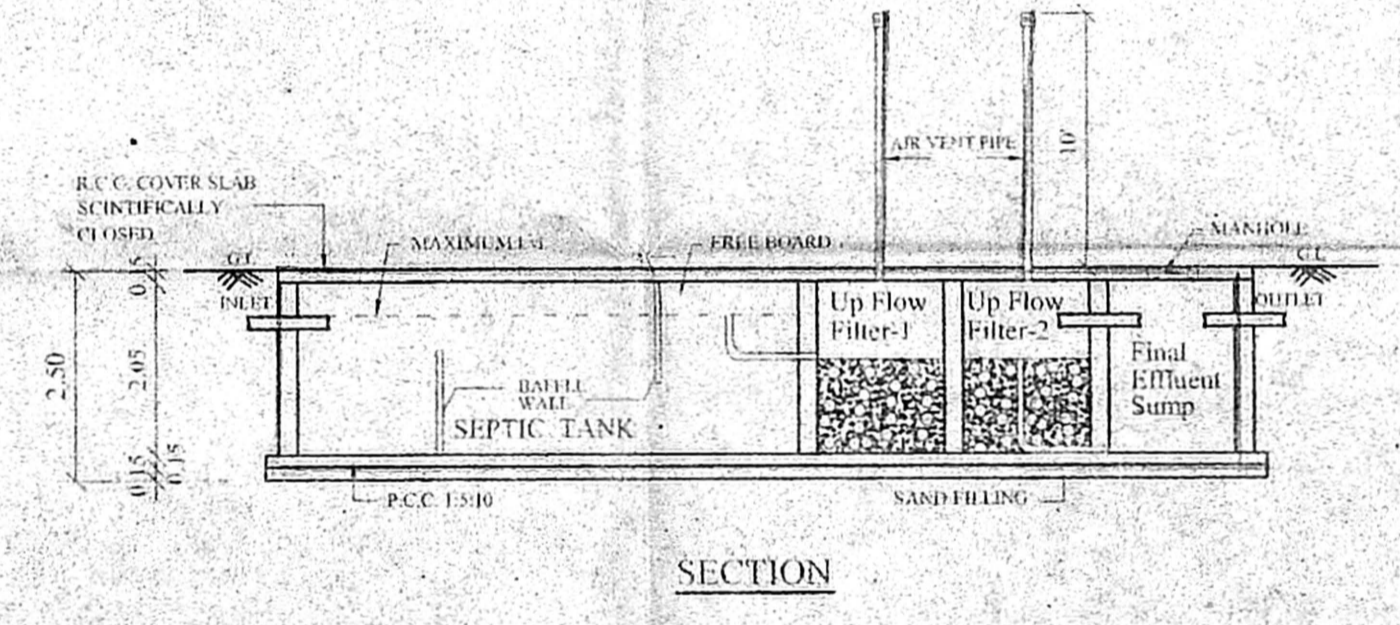 10'
AIR VENT PIPE
R.C.C. COVER SLAB
SCINTIFICALLY
CLOSED
MAXIMUM
FREE BOARD
MANHOLE
G.L.
G.L.
0.15
INLET
OUTLET
Up Flow
Filter-1
Up Flow
Filter-2
Final
Effluent
Sump
2.50
2.05
BAFELL
WALL
SEPTIC TANK
0.15
0.15
P.C.C. 1:5:10
SAND FILLING
SECTION